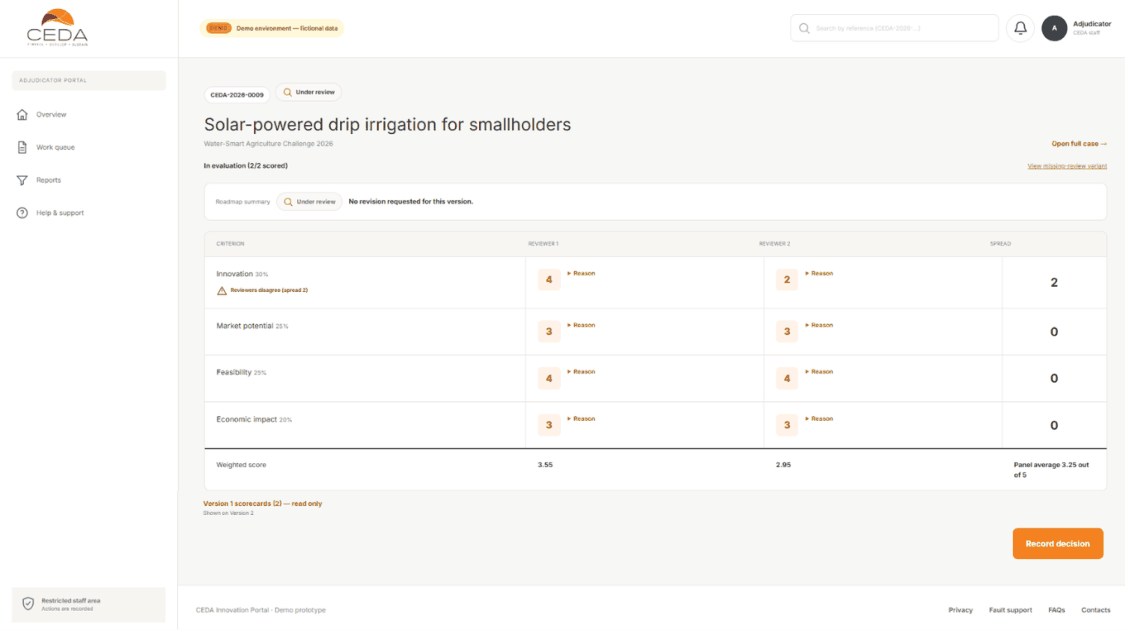 CEDA
DEMO Demo environment — fictional data
Search by reference (CEDA-2026-...)
A
Adjudicator
CEDA staff
ADJUDICATOR PORTAL
Overview
Work queue
Reports
Help & support
CEDA-2026-0009
Under review
Solar-powered drip irrigation for smallholders
Water-Smart Agriculture Challenge 2026
Open full case →
In evaluation (2/2 scored)
View missing-review variant
Roadmap summary Under review No revision requested for this version.
CRITERION REVIEWER 1 REVIEWER 2 SPREAD
Innovation 30% 4 ▸ Reason 2 ▸ Reason 2
Reviewers disagree (spread 2)
Market potential 25% 3 ▸ Reason 3 ▸ Reason 0
Feasibility 25% 4 ▸ Reason 4 ▸ Reason 0
Economic impact 20% 3 ▸ Reason 3 ▸ Reason 0
Weighted score 3.55 2.95 Panel average 3.25 out
of 5
Version 1 scorecards (2) — read only
Shown on Version 2
Record decision
Restricted staff area
Actions are recorded
CEDA Innovation Portal · Demo prototype
Privacy Fault support FAQs Contacts